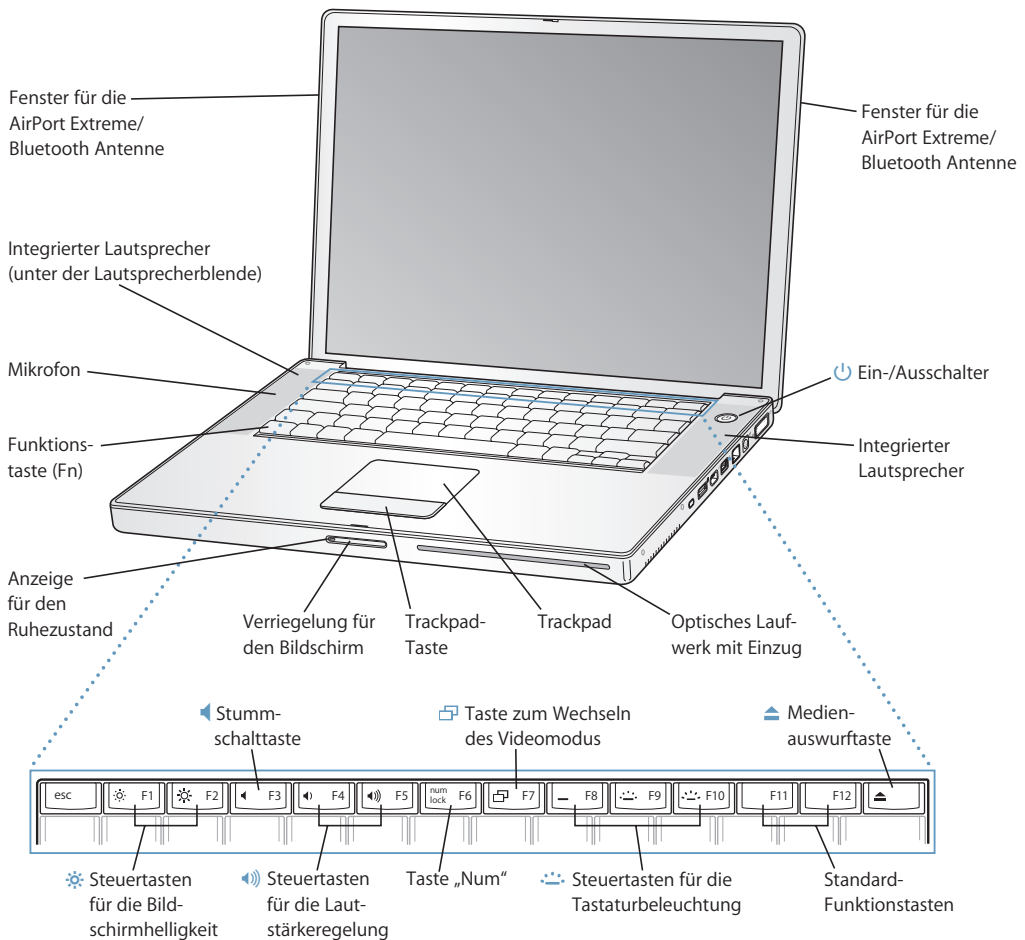 Fenster für die
AirPort Extreme/
Bluetooth Antenne
Fenster für die
AirPort Extreme/
Bluetooth Antenne
Integrierter Lautsprecher
(unter der Lautsprecherblende)
Mikrofon
Ein-/Ausschalter
Funktions-
taste (Fn)
Integrierter
Lautsprecher
Anzeige
für den
Ruhezustand
Verriegelung für
den Bildschirm
Trackpad-
Taste
Trackpad
Optisches Lauf-
werk mit Einzug
Stumm-
schalttaste
Taste zum Wechseln
des Videomodus
Medien-
auswurftaste
esc
F1
F2
F3
F4
F5
num
lock
F6
F7
F8
F9
F10
F11
F12
Steuertasten
für die Bild-
schirmhelligkeit
Steuertasten
für die Laut-
stärkeregelung
Taste „Num“
Steuertasten für die
Tastaturbeleuchtung
Standard-
Funktionstasten